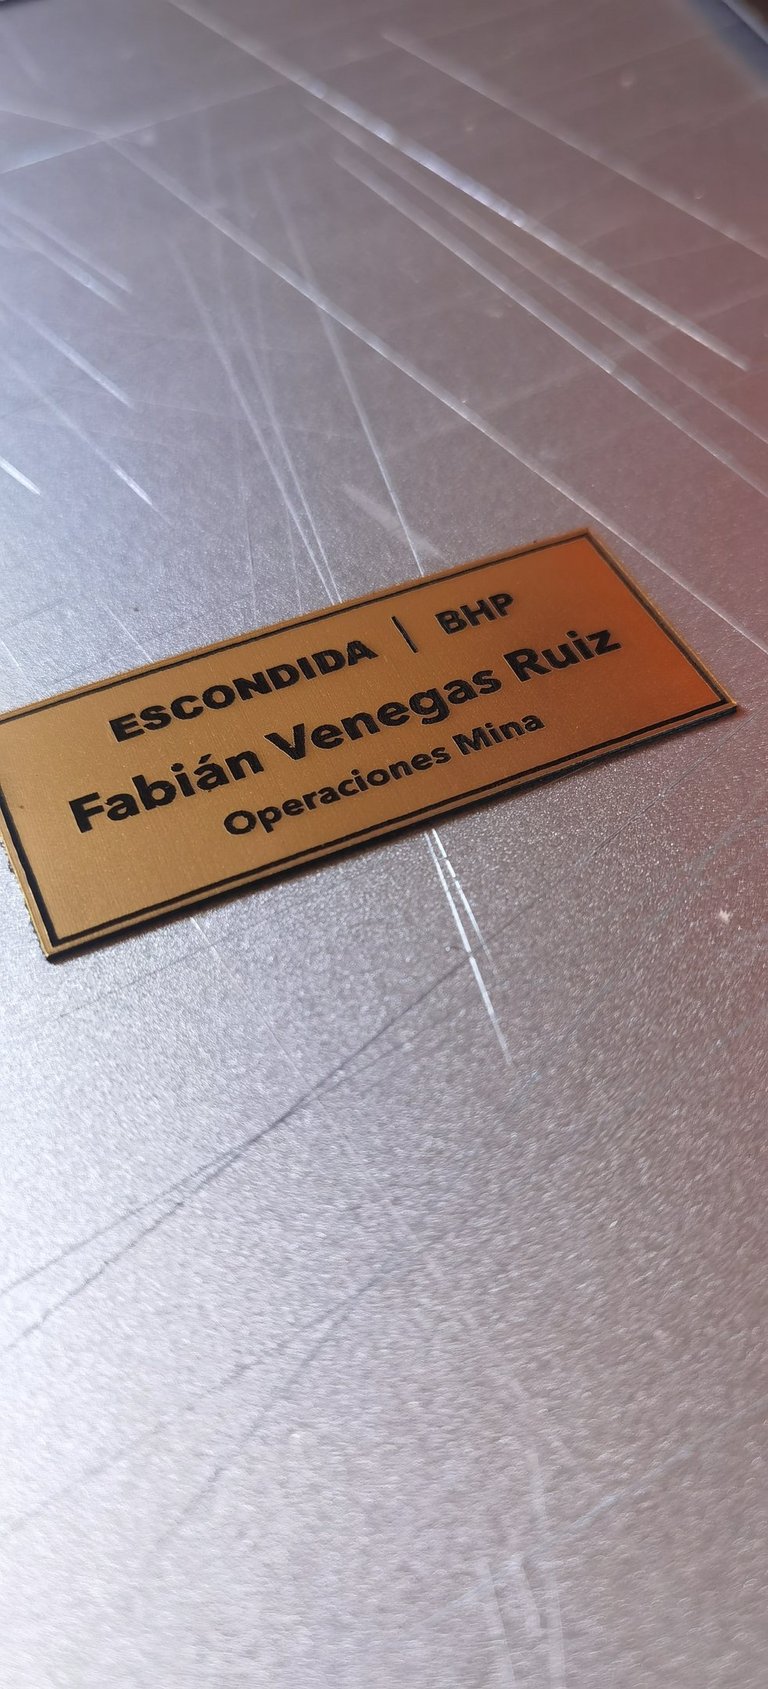 ESCONDIDA | BHP
Fabián Venegas Ruiz
Operaciones Mina